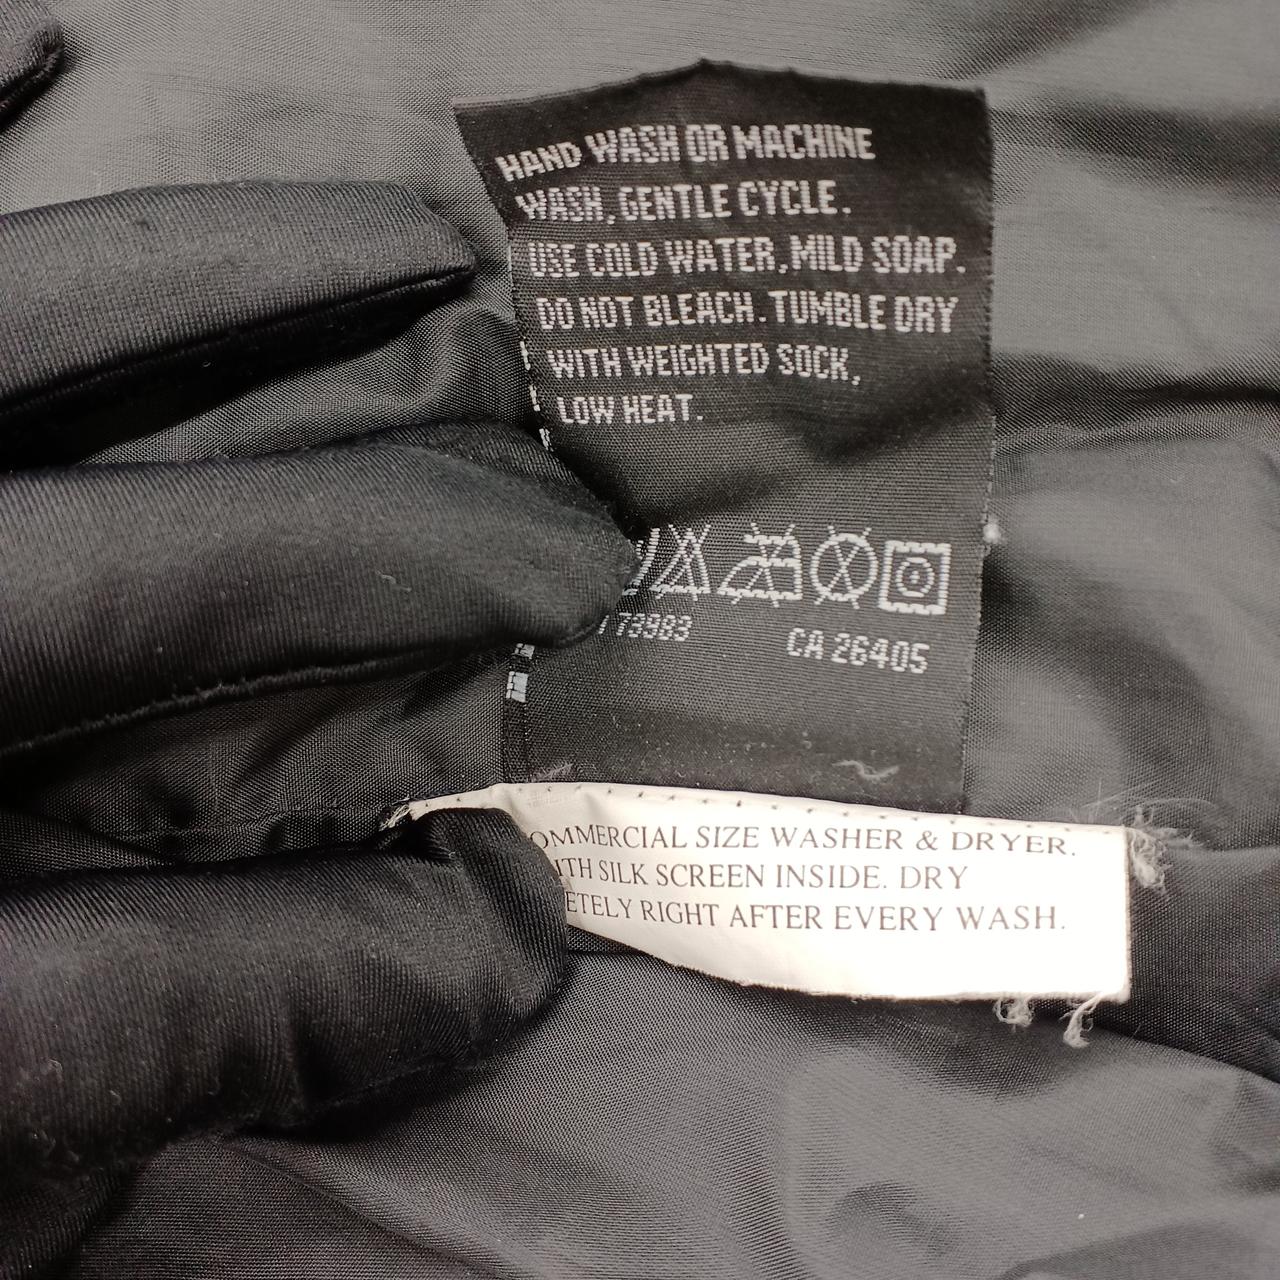 HAND WASH OR MACHINE
WASH, GENTLE CYCLE.
USE COLD WATER, MILD SOAP.
DO NOT BLEACH. TUMBLE DRY
WITH WEIGHTED SOCK,
LOW HEAT.
CA 26405
COMMERCIAL SIZE WASHER & DRYER.
WITH SILK SCREEN INSIDE. DRY
RIGHT AFTER EVERY WASH.